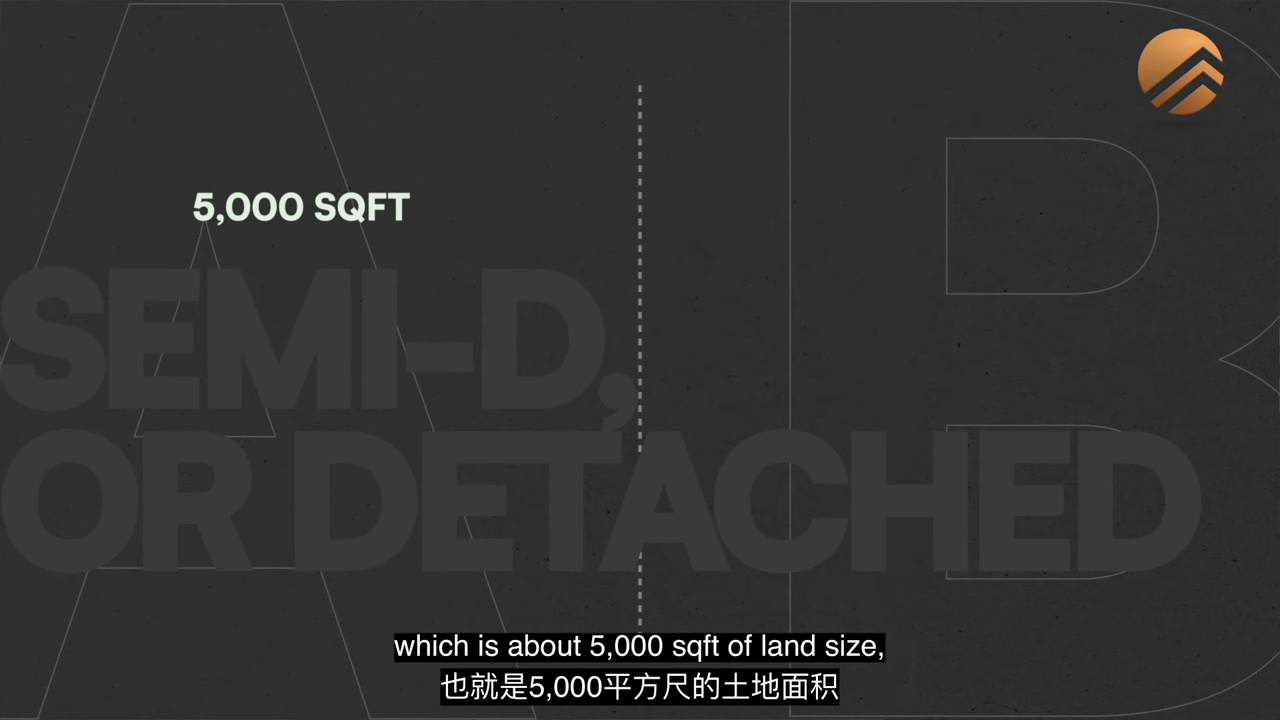 A
B
5,000 SQFT
SEMI-D,
OR DETACHED
which is about 5,000 sqft of land size,
也就是5,000平方尺的土地面积